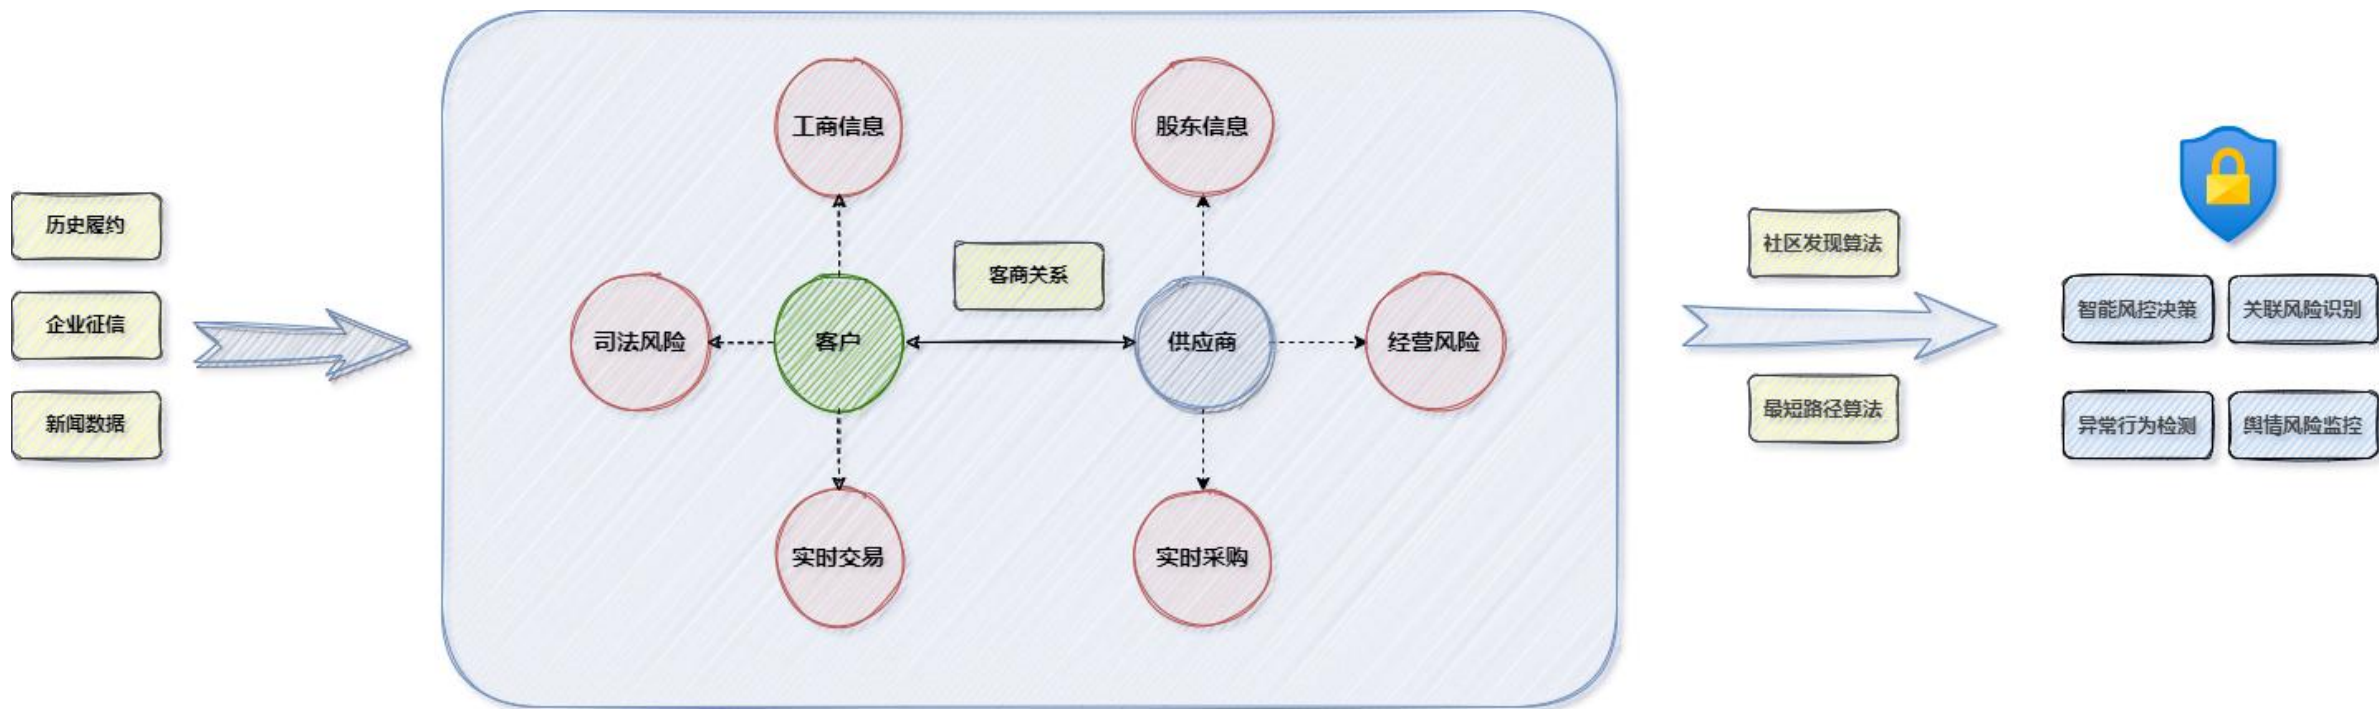 历史履约
企业征信
新闻数据
工商信息
股东信息
客商关系
司法风险
客户
供应商
经营风险
实时交易
实时采购
社区发现算法
最短路径算法
智能风控决策
关联风险识别
异常行为检测
舆情风险监控